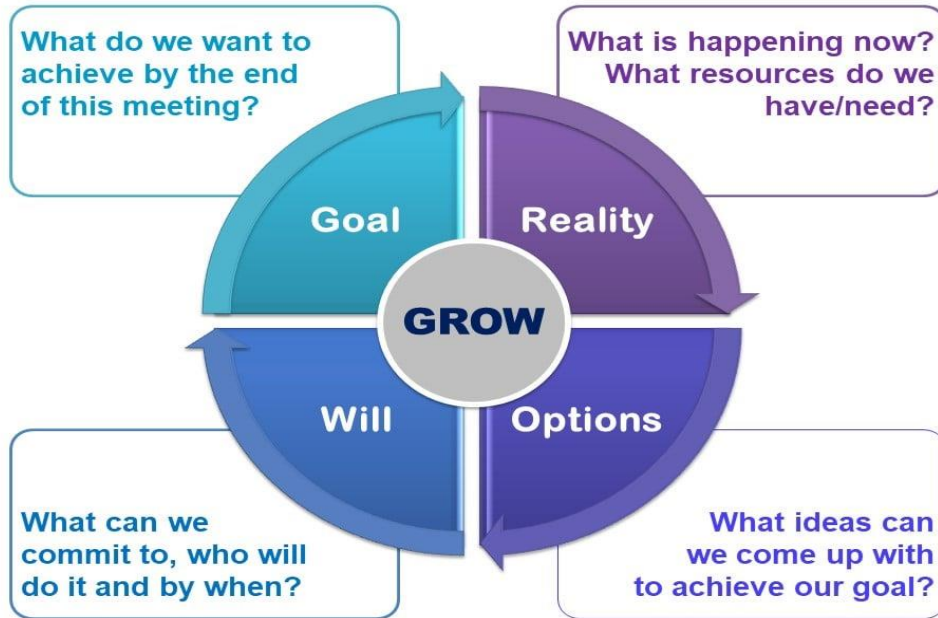 What do we want to
achieve by the end
of this meeting?
What is happening now?
What resources do we
have/need?
Goal
Reality
GROW
Will
Options
What can we
commit to, who will
do it and by when?
What ideas can
we come up with
to achieve our goal?